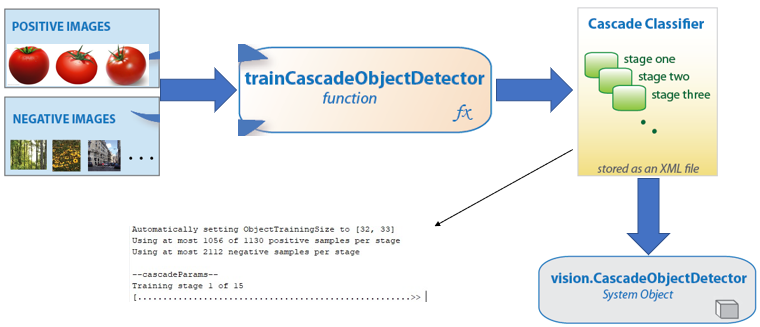 POSITIVE IMAGES
NEGATIVE IMAGES
trainCascadeObjectDetector
function
fx
Cascade Classifier
stage one
stage two
stage three
stored as an XML file
Automatically setting ObjectTrainingSize to [32, 33]
Using at most 1056 of 1130 positive samples per stage
Using at most 2112 negative samples per stage
--cascadeParams--
Training stage 1 of 15
[.....................................................>> |
vision.CascadeObjectDetector
System Object